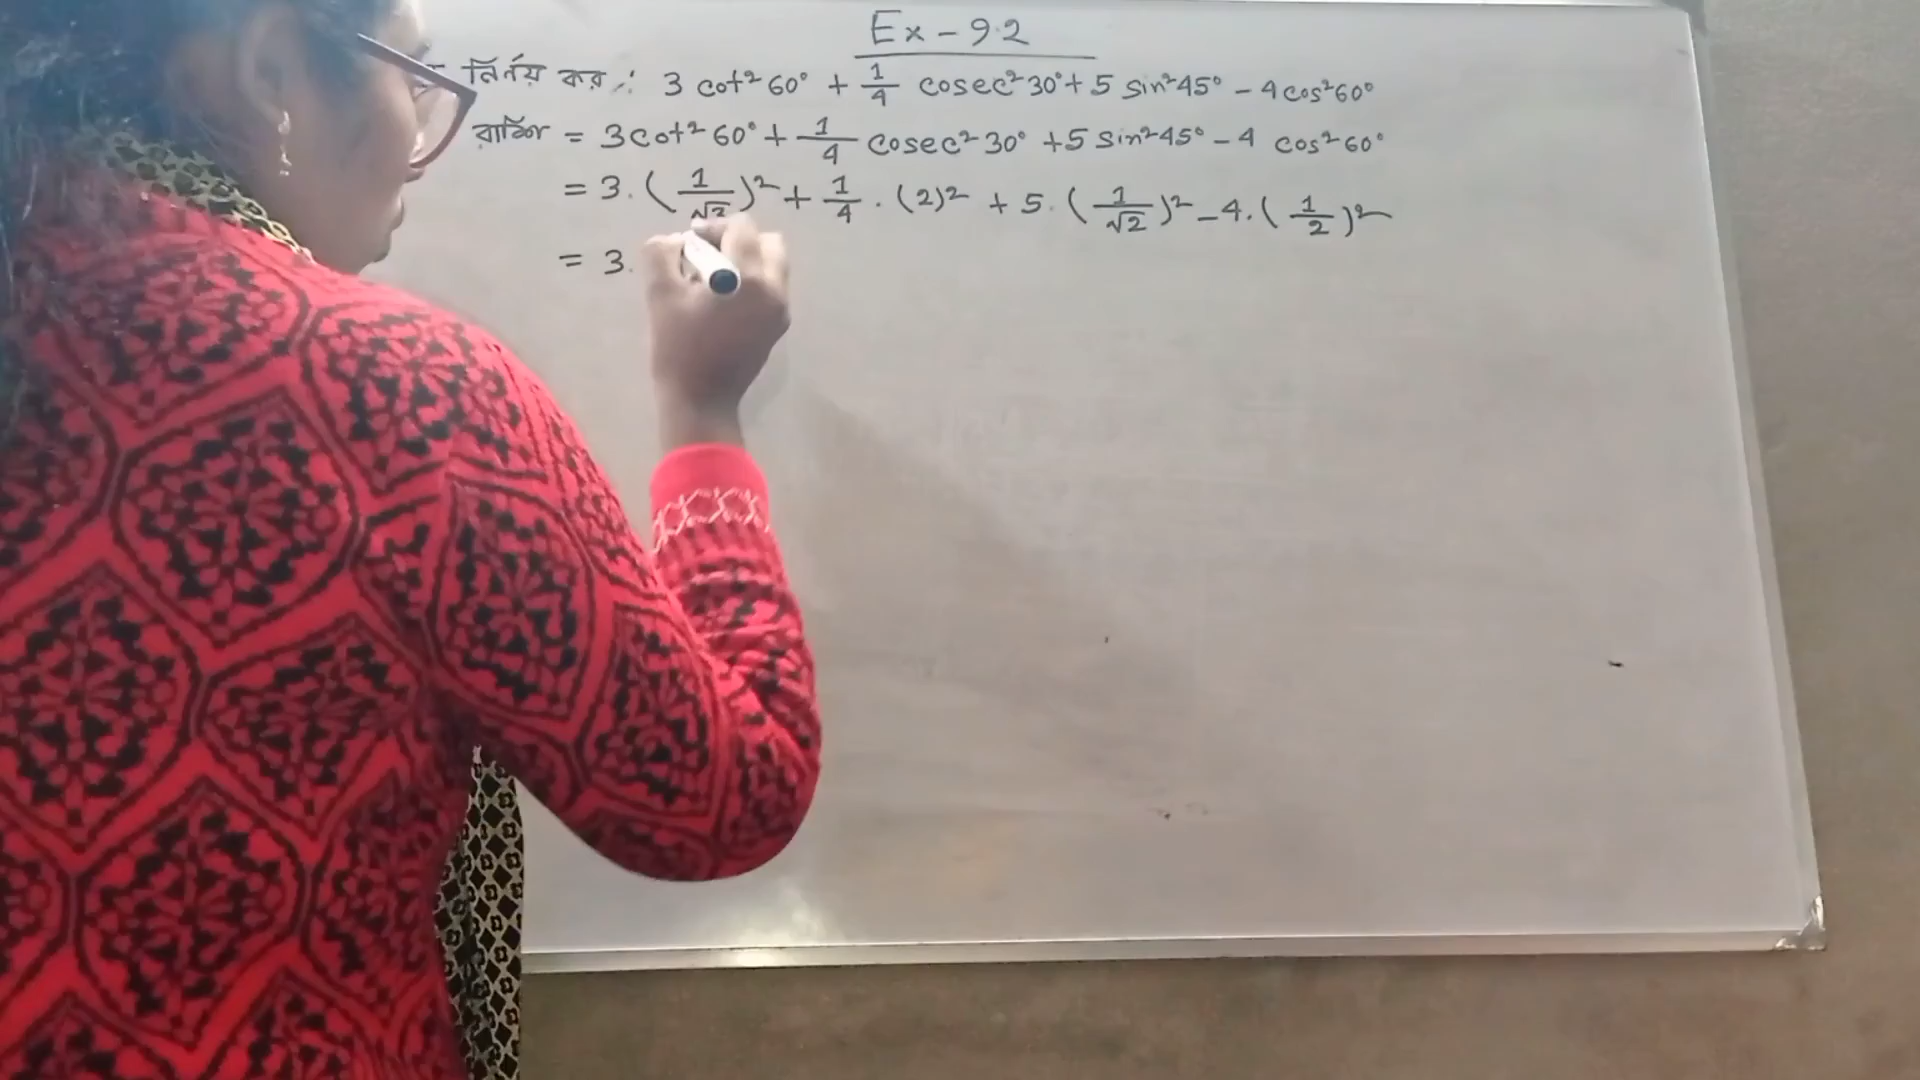 Ex - 9.2
নির্ণয় কর : 3 cot² 60° + 1/4 cosec² 30° + 5 sin² 45° - 4 cos² 60°
রাশি = 3 cot² 60° + 1/4 cosec² 30° + 5 sin² 45° - 4 cos² 60°
= 3. (1/√3)² + 1/4 . (2)² + 5. (1/√2)² - 4. (1/2)²
= 3.